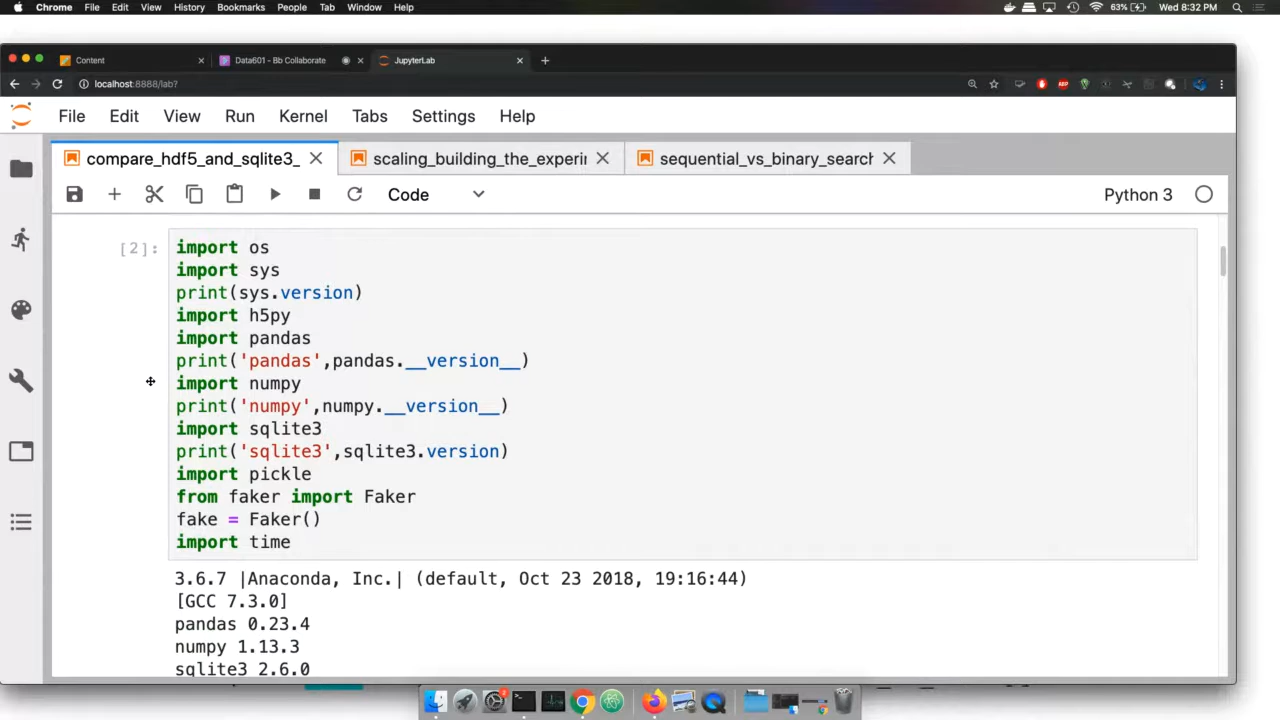 Chrome File Edit View History Bookmarks People Tab Window Help 63% Wed 8:32 PM
Content Data601 - Bb Collaborate JupyterLab
localhost:8888/lab? ABP
File Edit View Run Kernel Tabs Settings Help
compare_hdf5_and_sqlite3_ scaling_building_the_experi sequential_vs_binary_search
Code Python 3
[2]:
import os
import sys
print(sys.version)
import h5py
import pandas
print('pandas',pandas.__version__)
import numpy
print('numpy',numpy.__version__)
import sqlite3
print('sqlite3',sqlite3.version)
import pickle
from faker import Faker
fake = Faker()
import time
3.6.7 |Anaconda, Inc.| (default, Oct 23 2018, 19:16:44)
[GCC 7.3.0]
pandas 0.23.4
numpy 1.13.3
sqlite3 2.6.0